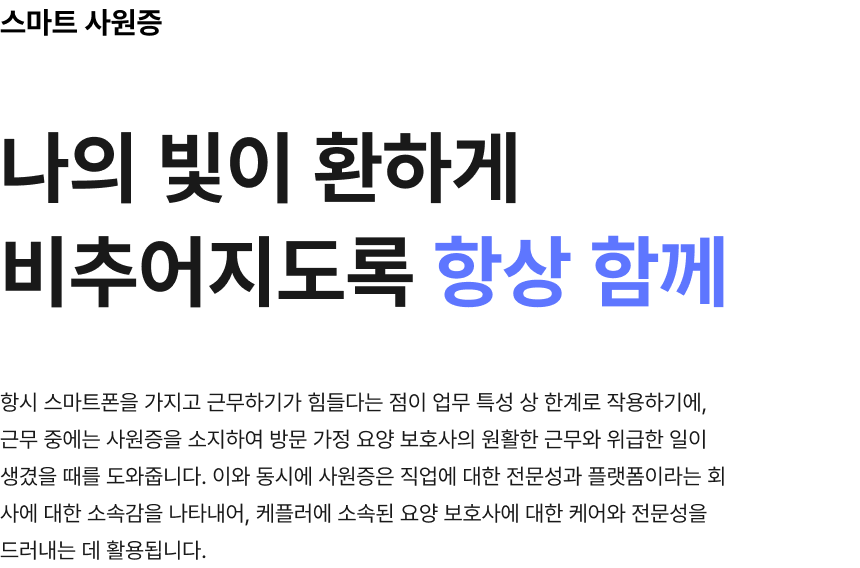 스마트 사원증
나의 빛이 환하게
비추어지도록 항상 함께
항시 스마트폰을 가지고 근무하기가 힘들다는 점이 업무 특성 상 한계로 작용하기에,
근무 중에는 사원증을 소지하여 방문 가정 요양 보호사의 원활한 근무와 위급한 일이
생겼을 때를 도와줍니다. 이와 동시에 사원증은 직업에 대한 전문성과 플랫폼이라는 회
사에 대한 소속감을 나타내어, 케플러에 소속된 요양 보호사에 대한 케어와 전문성을
드러내는 데 활용됩니다.